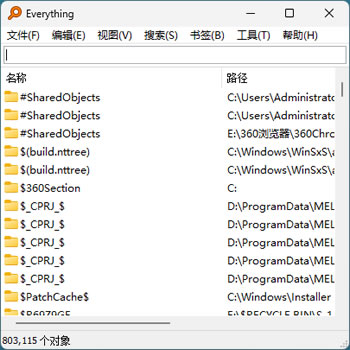 Everything
文件(F) 编辑(E) 视图(V) 搜索(S) 书签(B) 工具(T) 帮助(H)
名称 路径
#SharedObjects C:\Users\Administrato
#SharedObjects C:\Users\Administrato
#SharedObjects E:\360浏览器\360Chro
$(build.nttree) C:\Windows\WinSxS\a
$(build.nttree) C:\Windows\WinSxS\a
$360Section C:
$_CPRJ_$ D:\ProgramData\MEL
$_CPRJ_$ D:\ProgramData\MEL
$_CPRJ_$ D:\ProgramData\MEL
$_CPRJ_$ D:\ProgramData\MEL
$_CPRJ_$ D:\ProgramData\MEL
$PatchCache$ C:\Windows\Installer
803,115 个对象